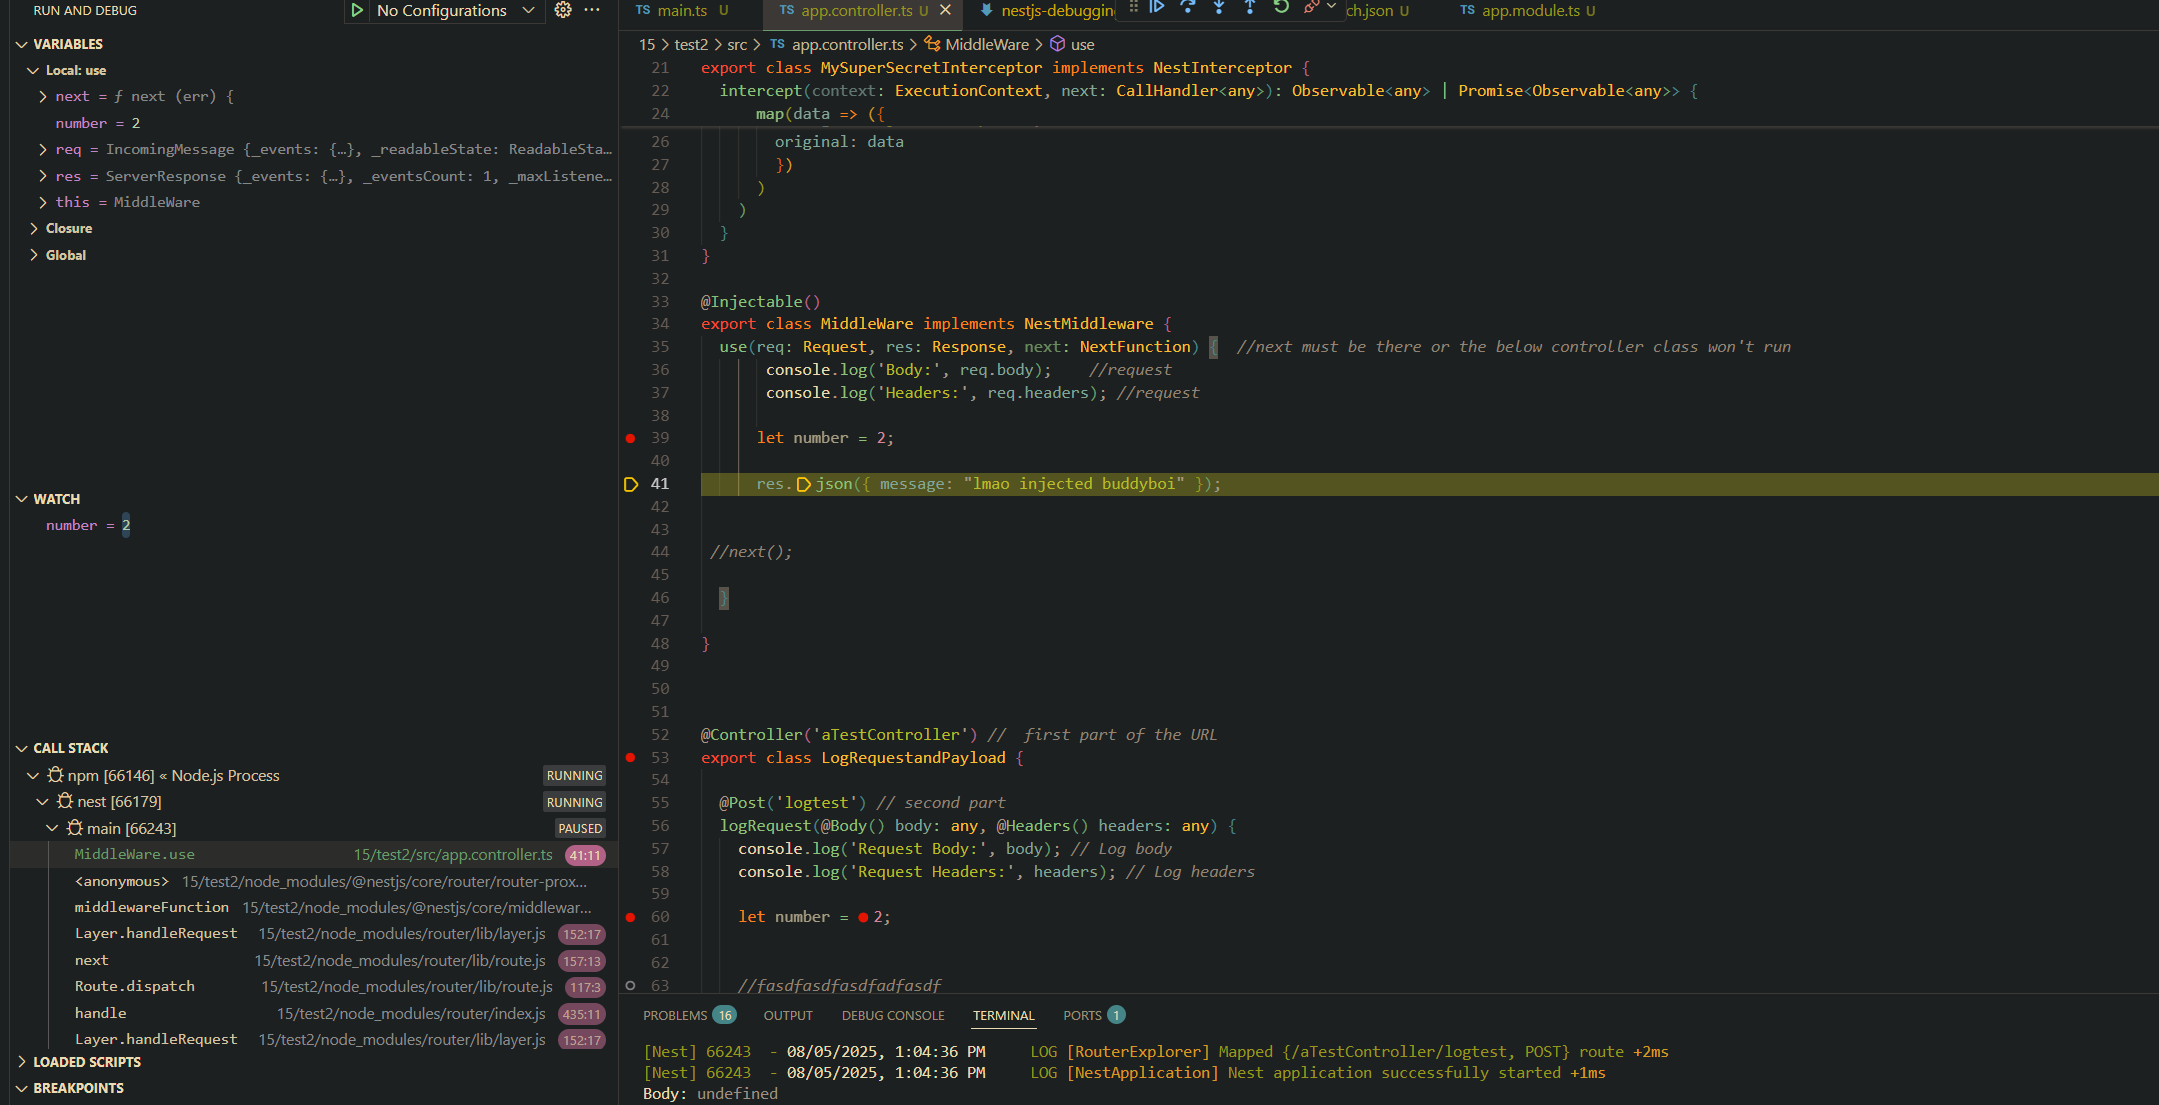 RUN AND DEBUG
No Configurations
VARIABLES
Local: use
next = ƒ next (err) {
number = 2
req = IncomingMessage {_events: {…}, _readableState: ReadableSta…
res = ServerResponse {_events: {…}, _eventsCount: 1, _maxListene…
this = MiddleWare
Closure
Global
WATCH
number = 2
CALL STACK
npm [66146] « Node.js Process RUNNING
nest [66179] RUNNING
main [66243] PAUSED
MiddleWare.use 15/test2/src/app.controller.ts 41:11
<anonymous> 15/test2/node_modules/@nestjs/core/router/router-prox...
middlewareFunction 15/test2/node_modules/@nestjs/core/middlewar...
Layer.handleRequest 15/test2/node_modules/router/lib/layer.js 152:17
next 15/test2/node_modules/router/lib/route.js 157:13
Route.dispatch 15/test2/node_modules/router/lib/route.js 117:3
handle 15/test2/node_modules/router/index.js 435:11
Layer.handleRequest 15/test2/node_modules/router/lib/layer.js 152:17
LOADED SCRIPTS
BREAKPOINTS
TS main.ts U
TS app.controller.ts U
nestjs-debugging
ch.json U
TS app.module.ts U
15 > test2 > src > TS app.controller.ts > MiddleWare > use
21 export class MySuperSecretInterceptor implements NestInterceptor {
22 intercept(context: ExecutionContext, next: CallHandler<any>): Observable<any> | Promise<Observable<any>> {
24 map(data => ({
26 original: data
27 })
28 )
29 )
30 }
31 }
32
33 @Injectable()
34 export class MiddleWare implements NestMiddleware {
35 use(req: Request, res: Response, next: NextFunction) { //next must be there or the below controller class won't run
36 console.log('Body:', req.body); //request
37 console.log('Headers:', req.headers); //request
38
39 let number = 2;
40
41 res.json({ message: "lmao injected buddyboi" });
42
43
44 //next();
45
46 }
47
48 }
49
50
51
52 @Controller('aTestController') // first part of the URL
53 export class LogRequestandPayload {
54
55 @Post('logtest') // second part
56 logRequest(@Body() body: any, @Headers() headers: any) {
57 console.log('Request Body:', body); // Log body
58 console.log('Request Headers:', headers); // Log headers
59
60 let number = 2;
61
62
63 //fasdfasdfasdfadfasdf
PROBLEMS 16 OUTPUT DEBUG CONSOLE TERMINAL PORTS 1
[Nest] 66243 - 08/05/2025, 1:04:36 PM LOG [RouterExplorer] Mapped {/aTestController/logtest, POST} route +2ms
[Nest] 66243 - 08/05/2025, 1:04:36 PM LOG [NestApplication] Nest application successfully started +1ms
Body: undefined